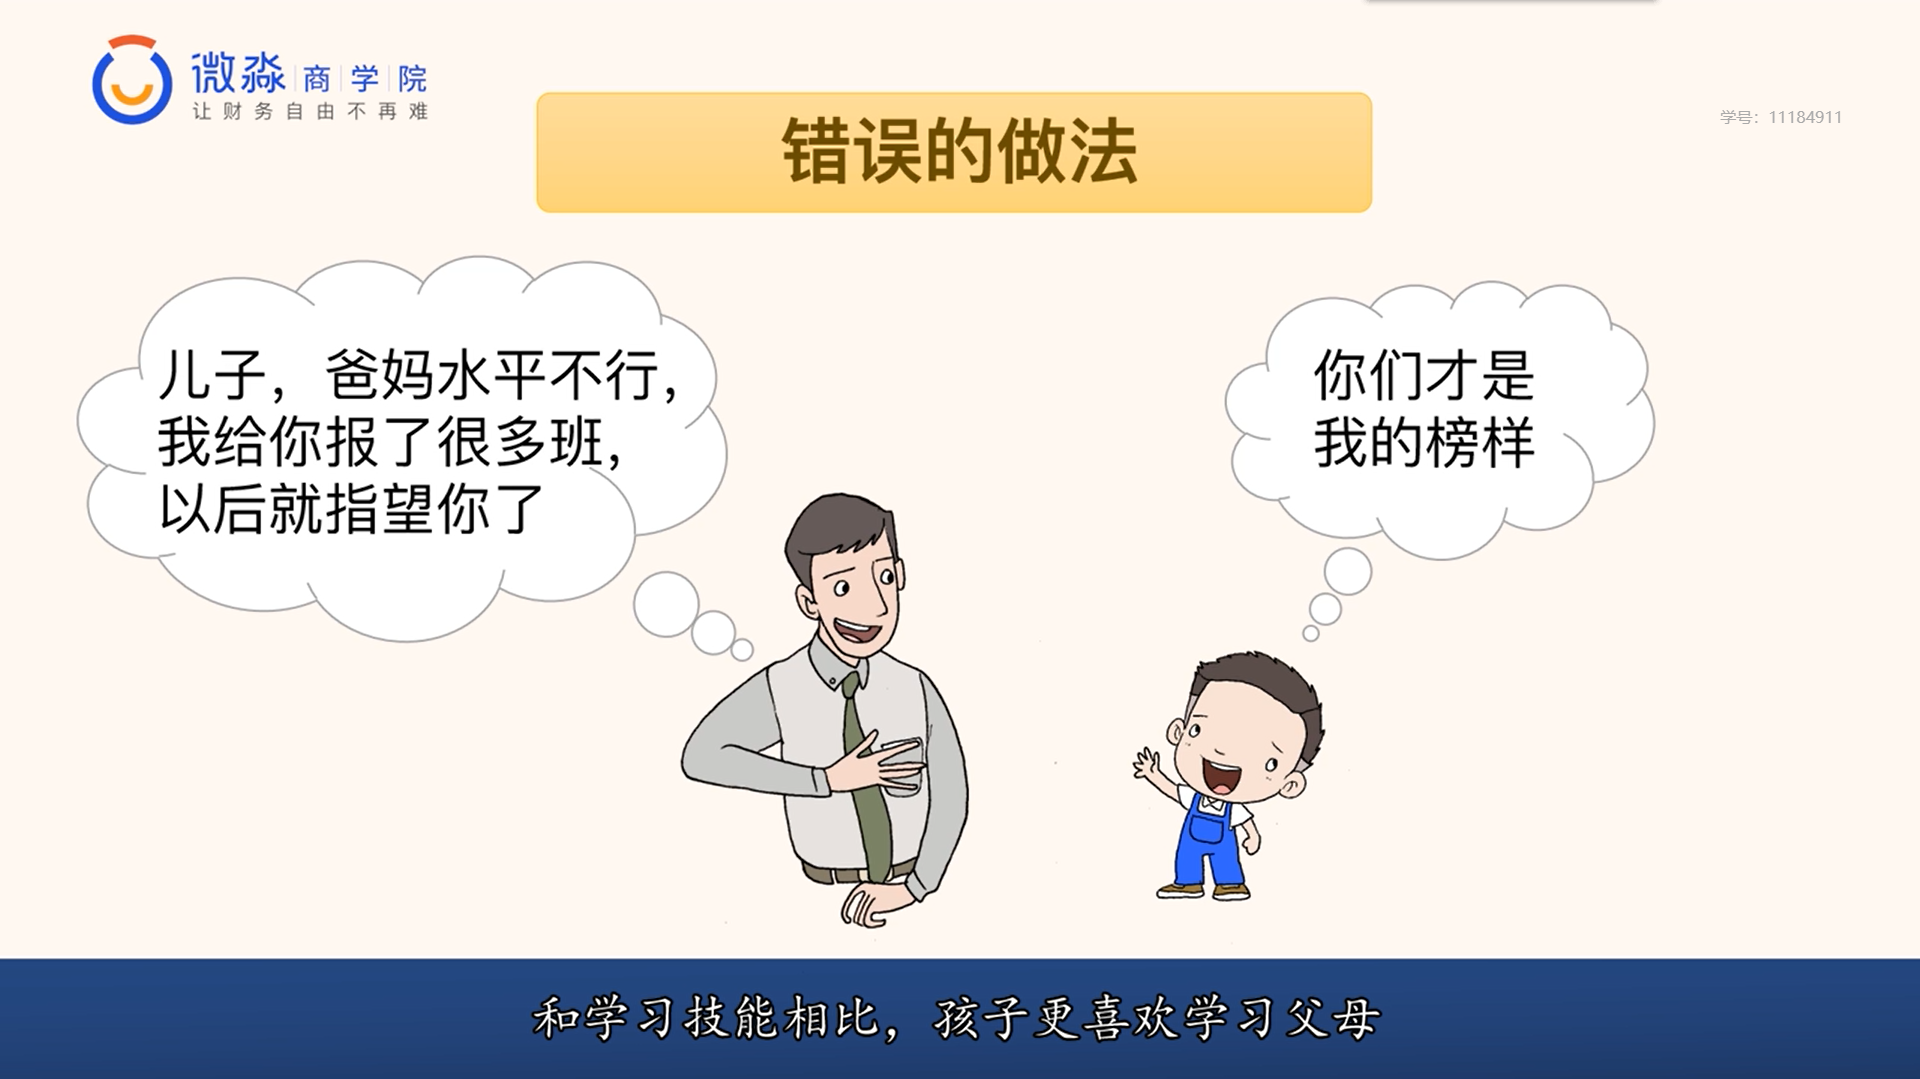 微淼商学院
让财务自由不再难
学号：11184911
错误的做法
儿子，爸妈水平不行，
我给你报了很多班，
以后就指望你了
你们才是
我的榜样
和学习技能相比，孩子更喜欢学习父母